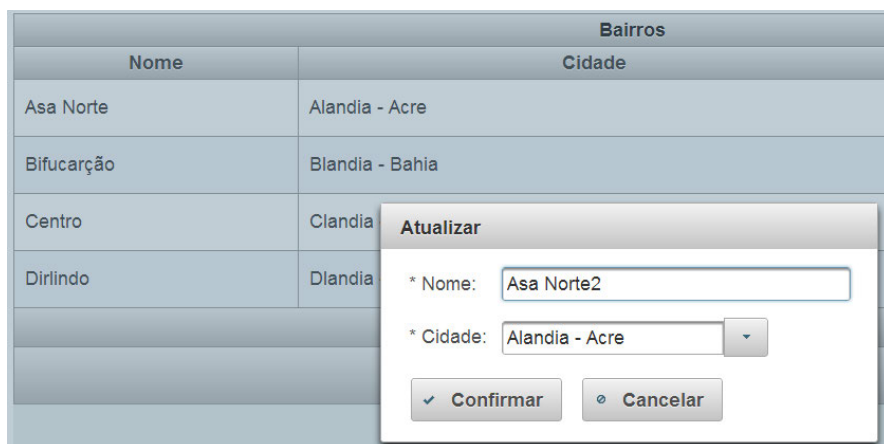 Bairros
Nome Cidade
Asa Norte Alandia - Acre
Bifucarção Blandia - Bahia
Centro Clandia
Dirlindo Dlandia
Atualizar
* Nome: Asa Norte2
* Cidade: Alandia - Acre
Confirmar Cancelar